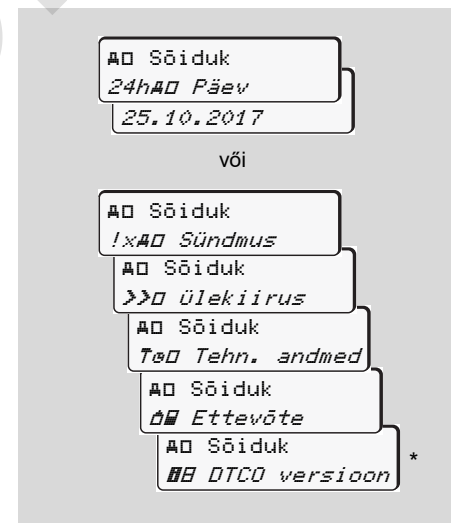 Sõiduk
24h Päev
25.10.2017
või
Sõiduk
!x Sündmus
Sõiduk
>> ülekiirus
Sõiduk
Tehn. andmed
Sõiduk
Ettevõte
Sõiduk
DTCO versioon
*